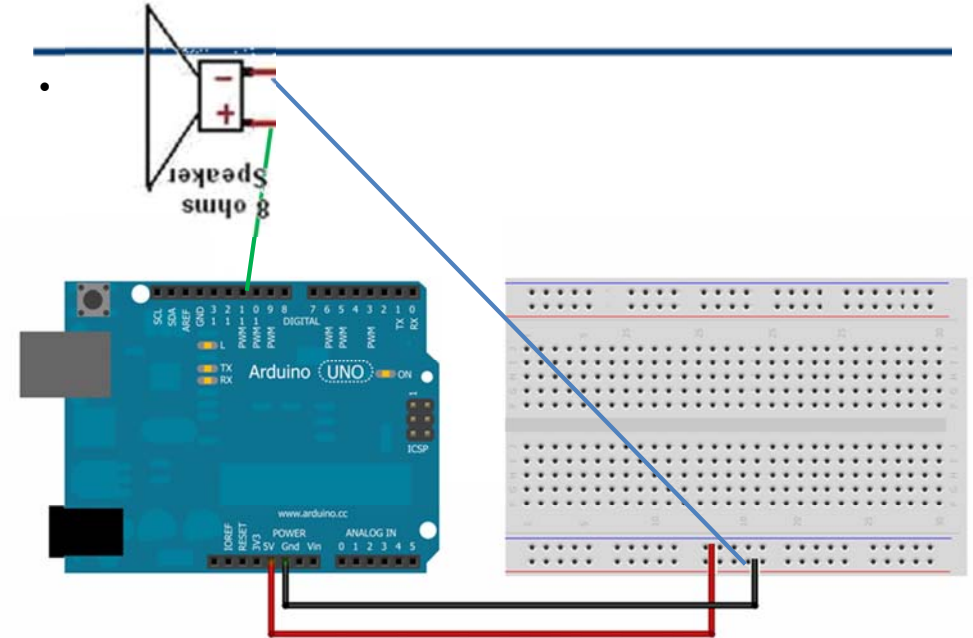 −
+
8 ohms
Speaker
SCL
SDA
AREF
GND
13
12
PWM 11
PWM 10
PWM 9
8
DIGITAL
7
PWM 6
PWM 5
4
PWM 3
2
TX 1
RX 0
L
TX
RX
Arduino UNO
ON
1
ICSP
www.arduino.cc
POWER
ANALOG IN
IOREF
RESET
3V3
5V Gnd Vin
0 1 2 3 4 5